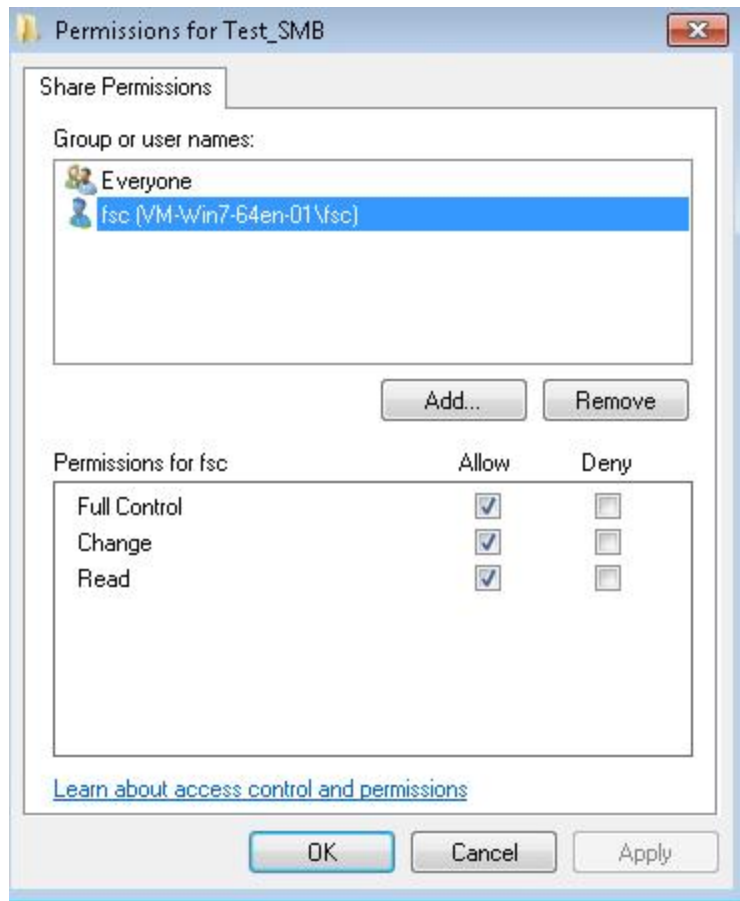 Permissions for Test_SMB
Share Permissions
Group or user names:
Everyone
fsc (VM-Win7-64en-01\fsc)
Add... Remove
Permissions for fsc Allow Deny
Full Control
Change
Read
Learn about access control and permissions
OK Cancel Apply